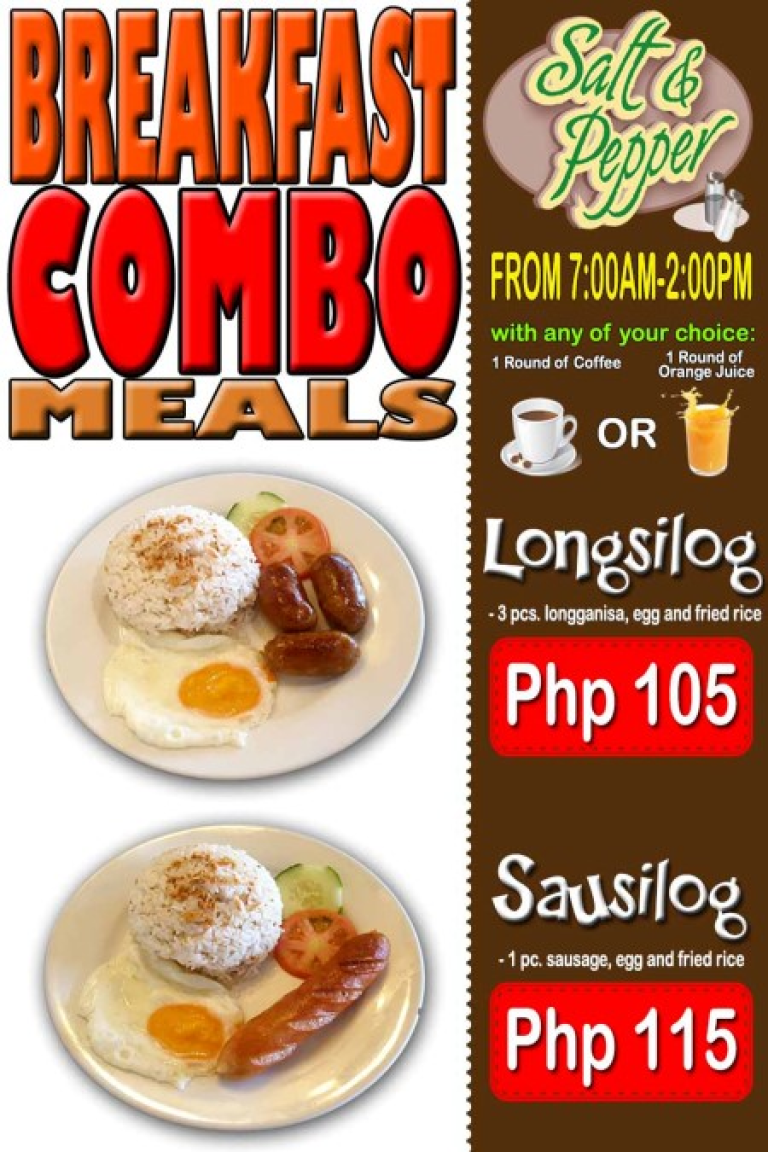 BREAKFAST
COMBO
MEALS
Salt &
Pepper
FROM 7:00AM-2:00PM
with any of your choice:
1 Round of Coffee
1 Round of
Orange Juice
OR
Longsilog
- 3 pcs. longganisa, egg and fried rice
Php 105
Sausilog
- 1 pc. sausage, egg and fried rice
Php 115